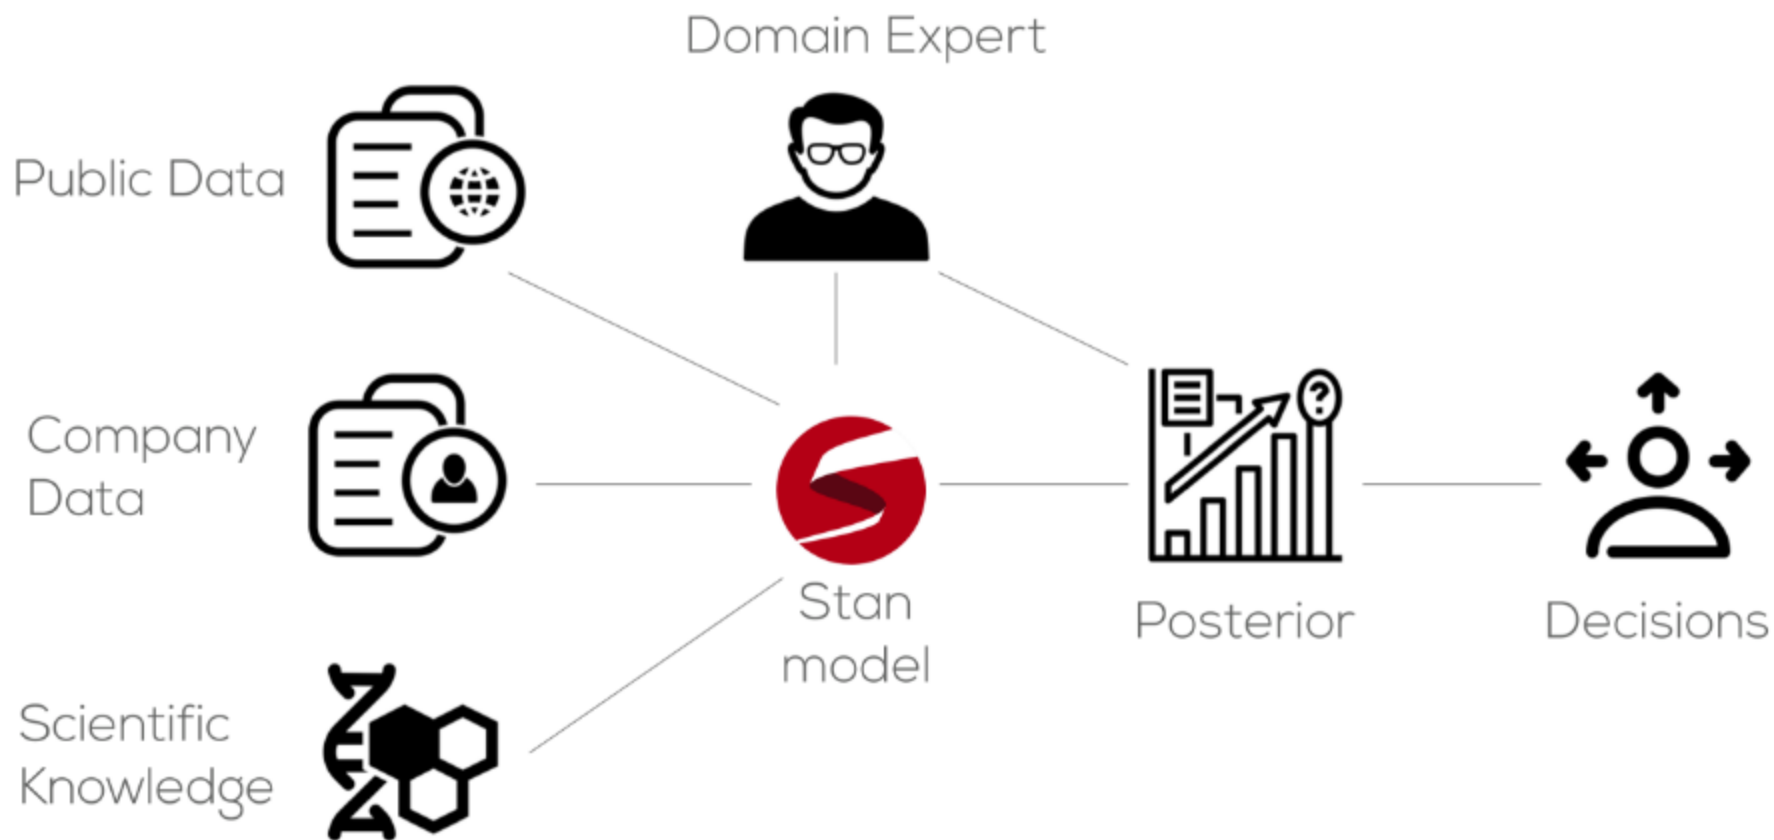 Domain Expert
Public Data
Company
Data
Stan
model
Posterior
Decisions
Scientific
Knowledge
?